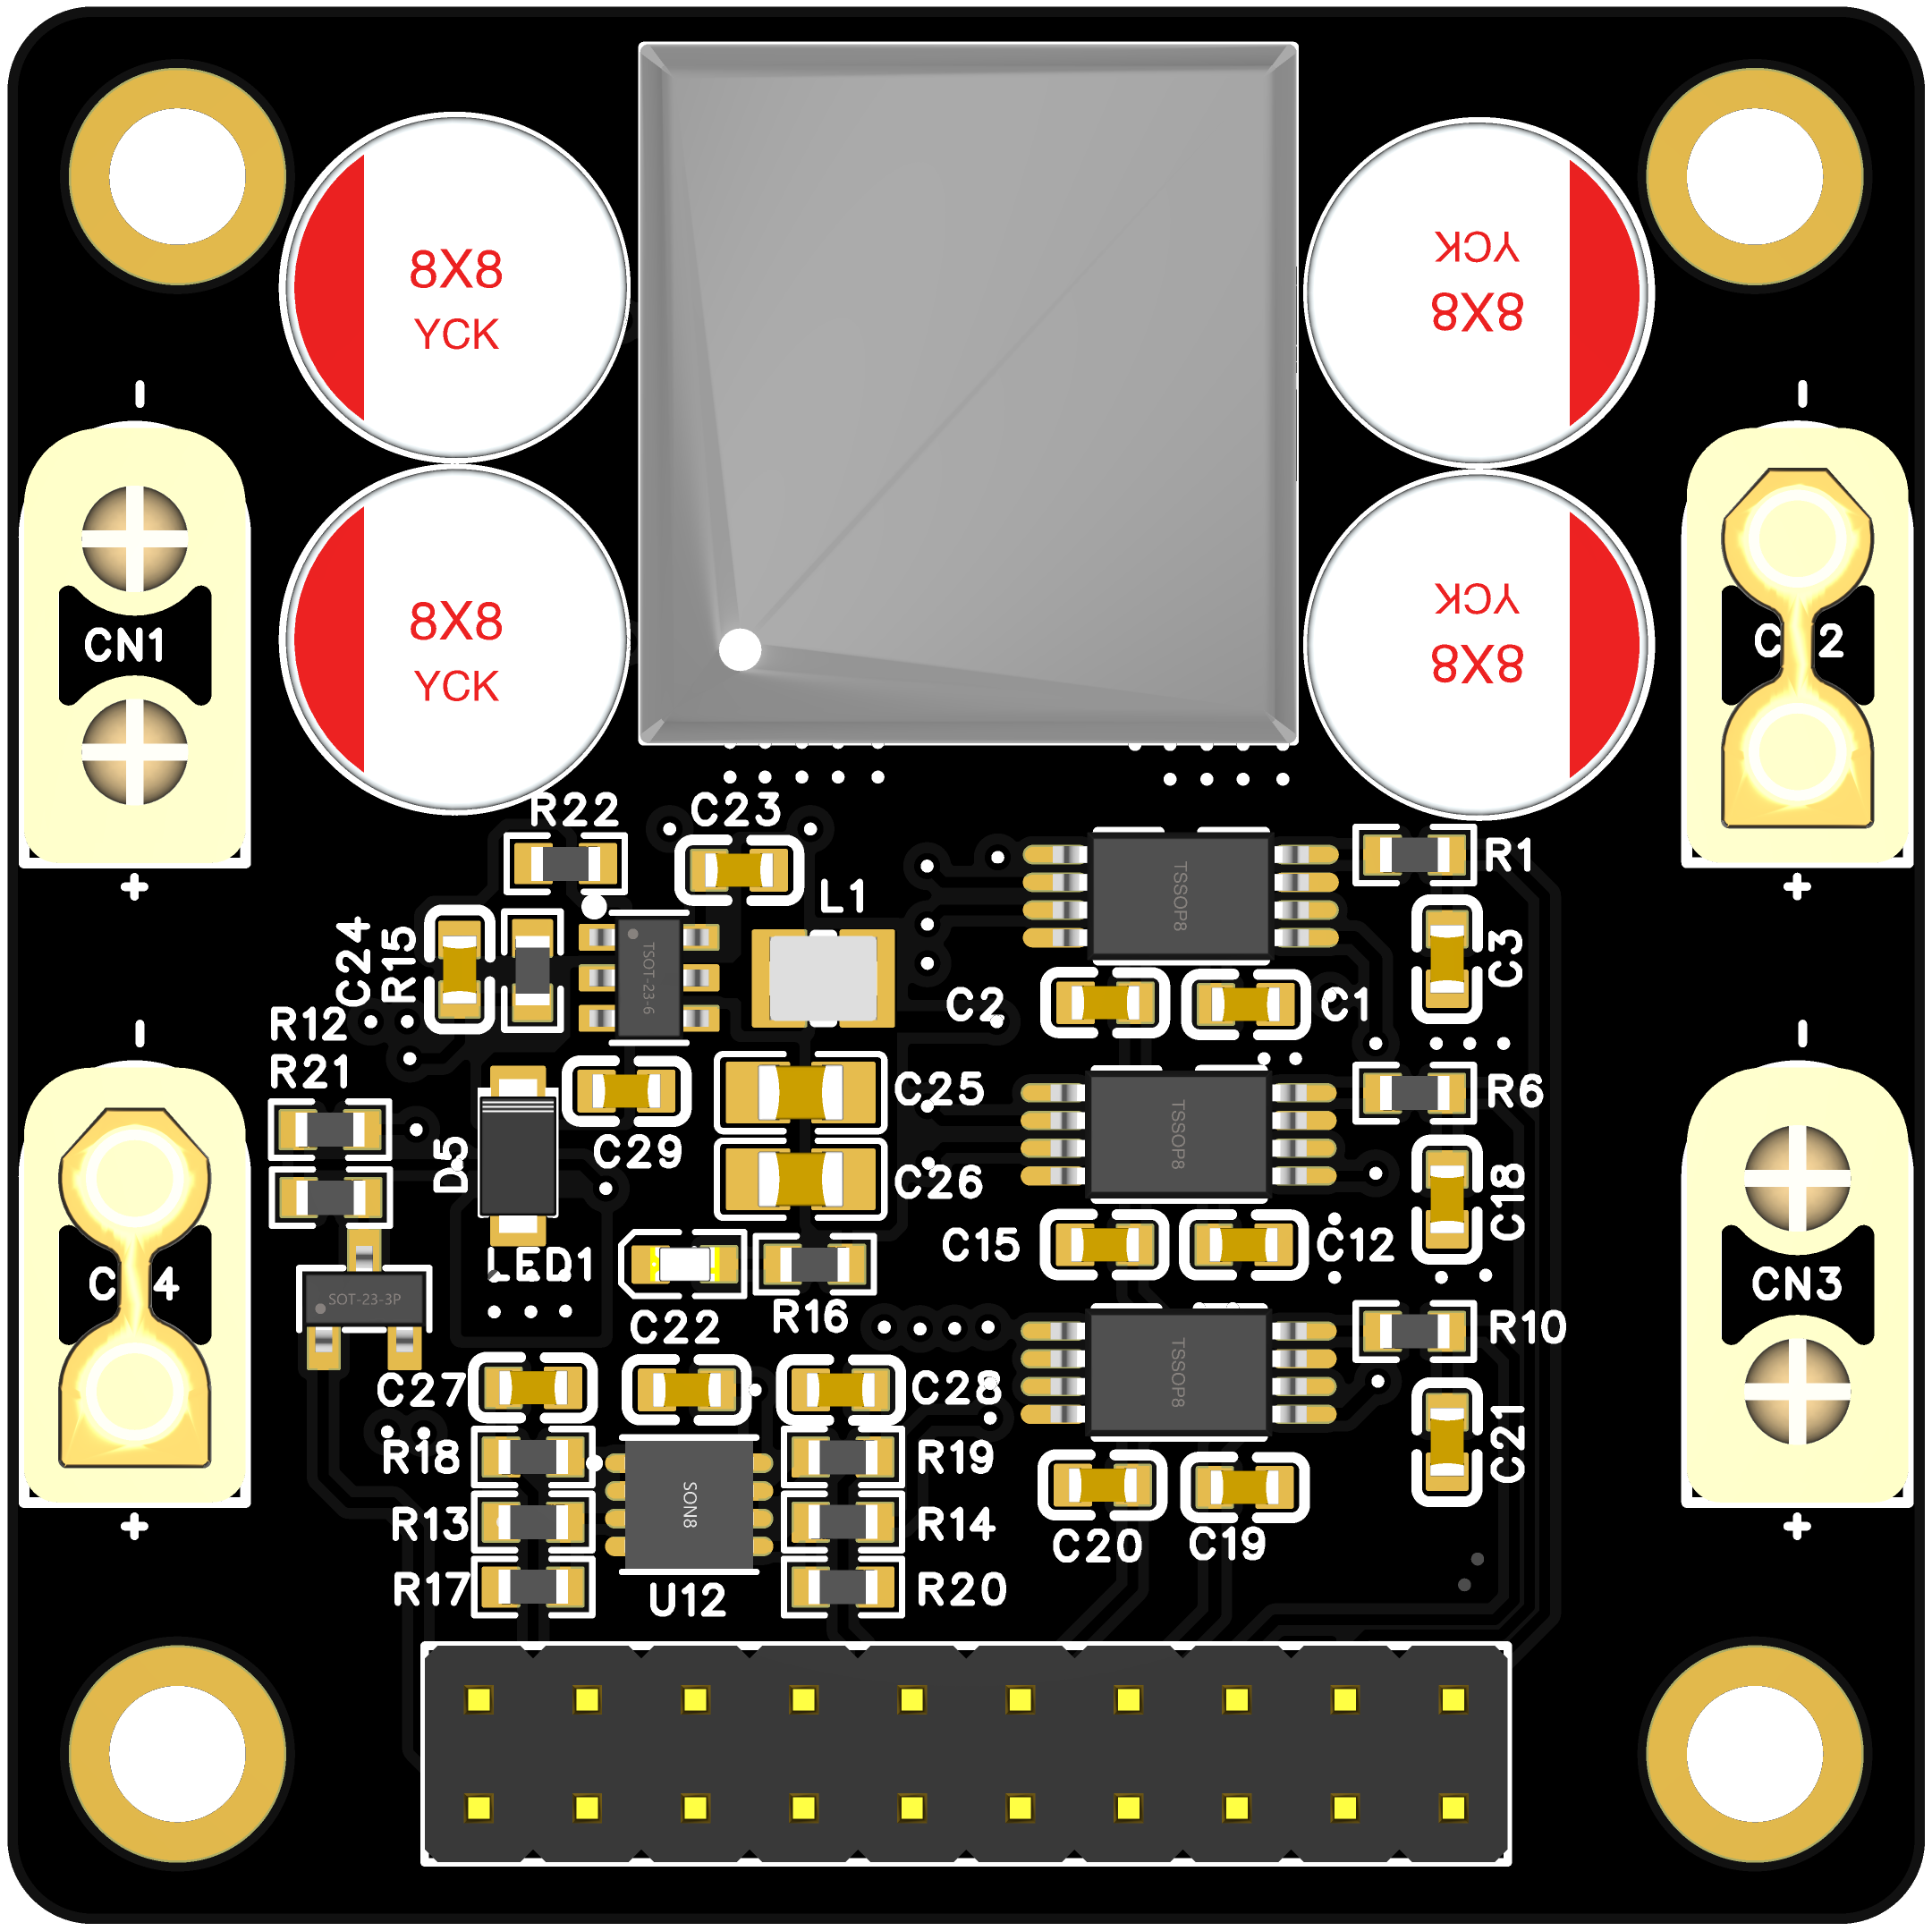 8X8
YCK
YCK
8X8
8X8
YCK
YCK
8X8
-
-
CN1
+
+
R22
C23
L1
TSSOP8
R1
C24
R15
TSOT-23-6
C3
C2
C1
-
-
R12
R21
D5
C29
C25
C26
TSSOP8
R6
C18
C15
C12
CN3
SOT-23-3P
LED1
C22
R16
TSSOP8
R10
C27
C28
C21
R18
R19
SON8
R13
R14
C20
C19
R17
U12
R20
+
+